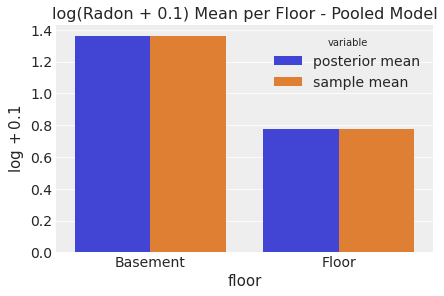 log(Radon + 0.1) Mean per Floor - Pooled Model
1.4
1.2
1.0
0.8
0.6
0.4
0.2
0.0
log + 0.1
variable
posterior mean
sample mean
Basement
Floor
floor